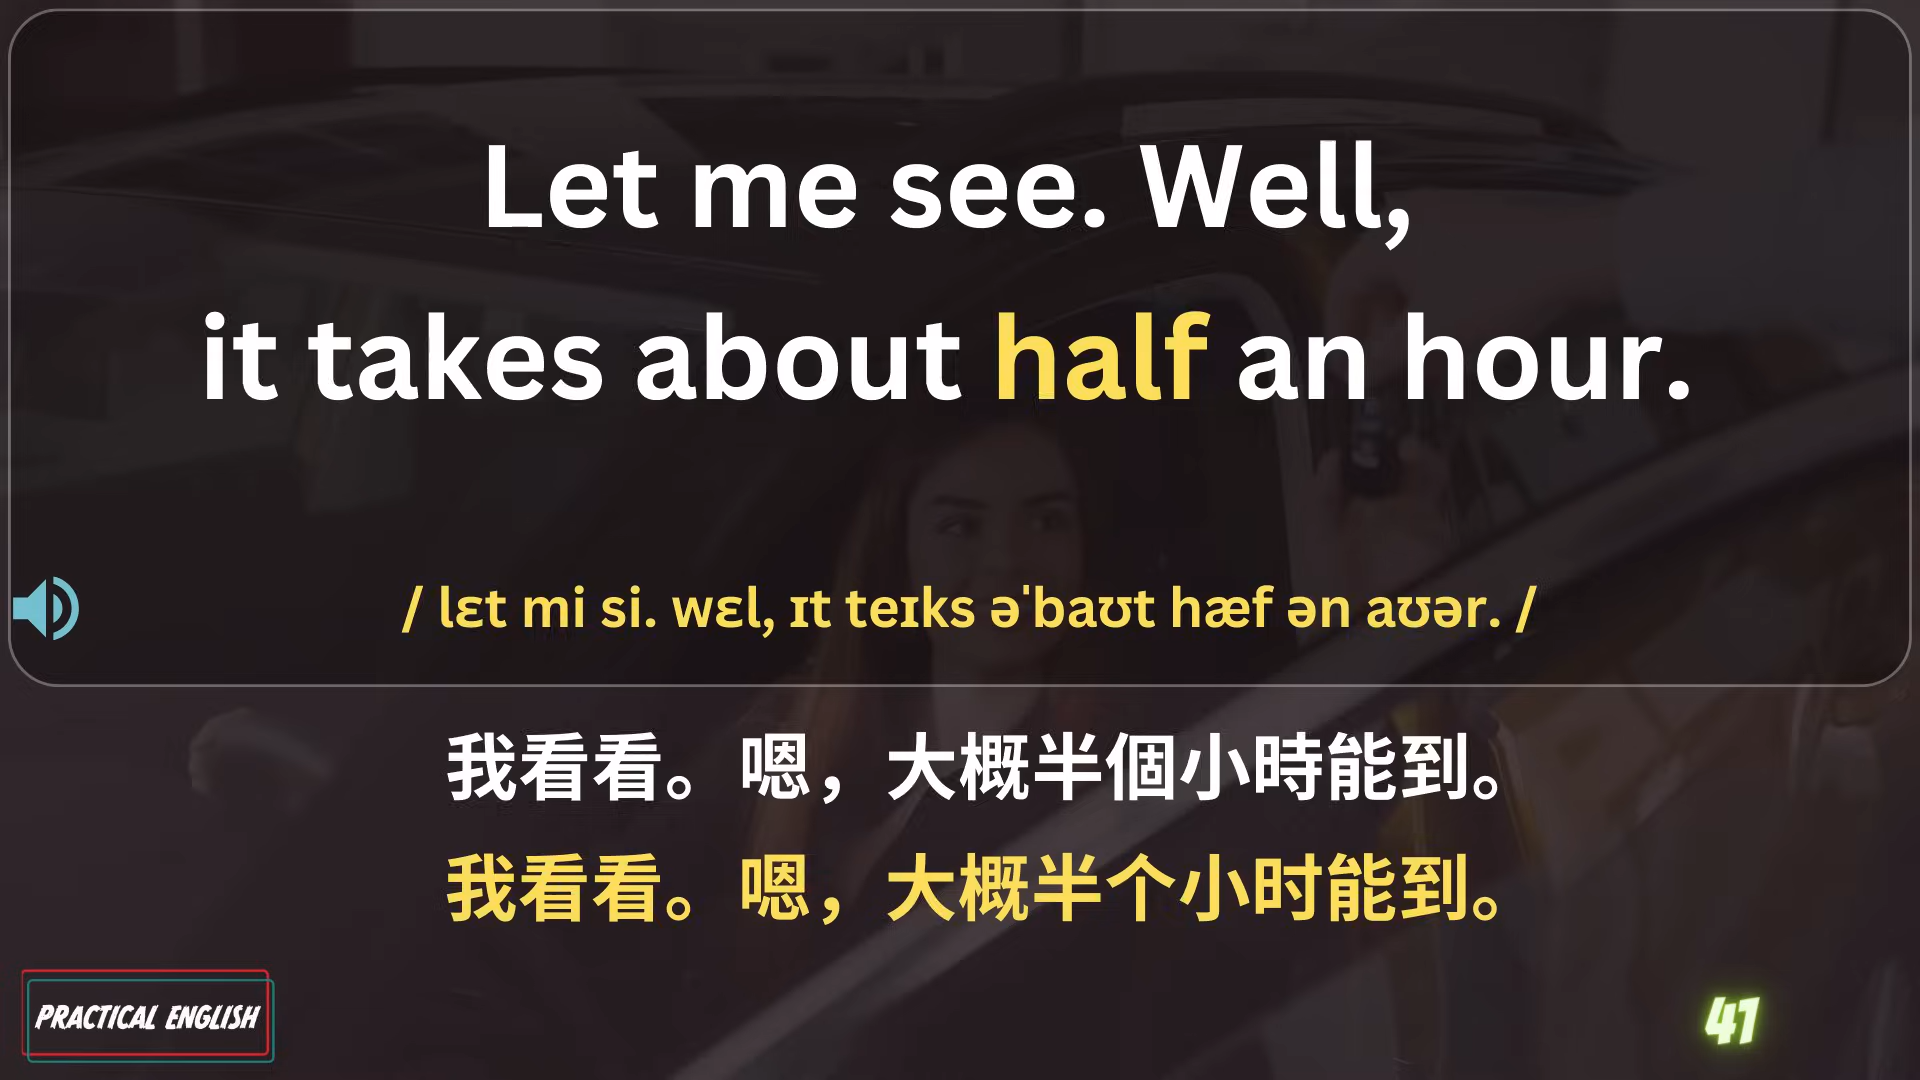 Let me see. Well,
it takes about half an hour.
/ lɛt mi si. wɛl, ɪt teɪks əˈbaʊt hæf ən aʊər. /
我看看。嗯，大概半個小時能到。
我看看。嗯，大概半个小时能到。
PRACTICAL ENGLISH
41